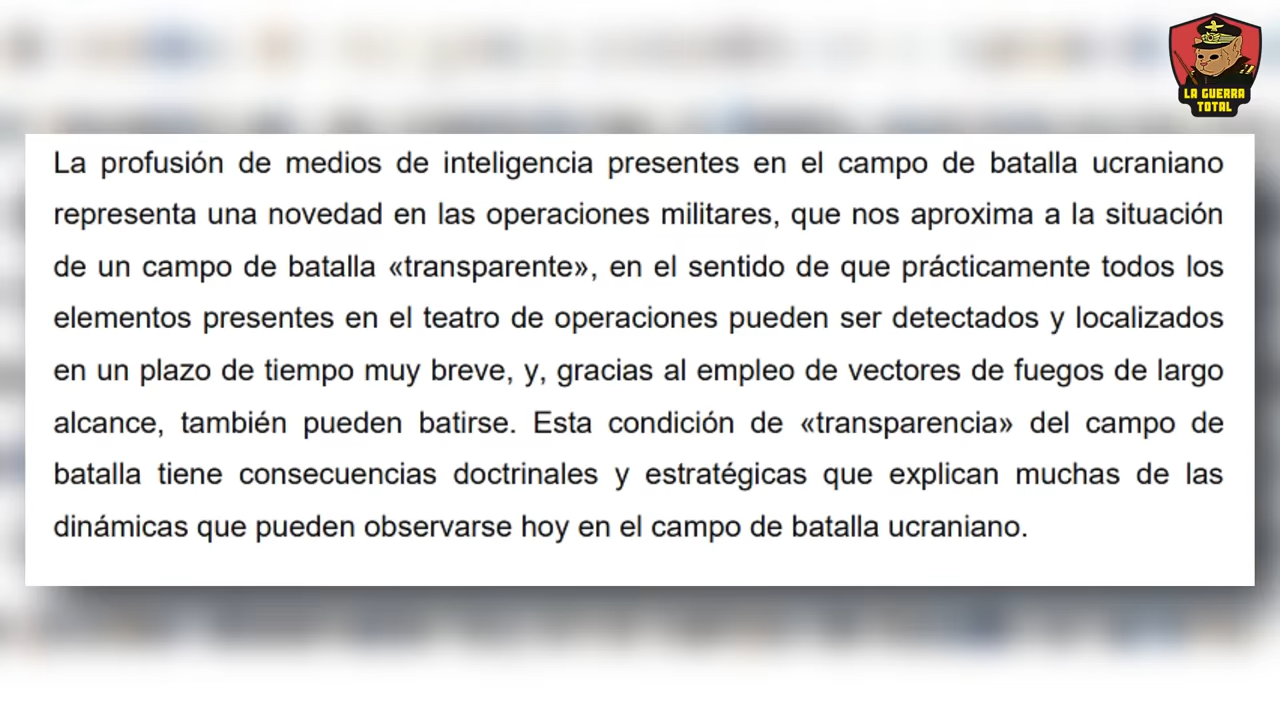 LA GUERRA
TOTAL
La profusión de medios de inteligencia presentes en el campo de batalla ucraniano
representa una novedad en las operaciones militares, que nos aproxima a la situación
de un campo de batalla «transparente», en el sentido de que prácticamente todos los
elementos presentes en el teatro de operaciones pueden ser detectados y localizados
en un plazo de tiempo muy breve, y, gracias al empleo de vectores de fuegos de largo
alcance, también pueden batirse. Esta condición de «transparencia» del campo de
batalla tiene consecuencias doctrinales y estratégicas que explican muchas de las
dinámicas que pueden observarse hoy en el campo de batalla ucraniano.